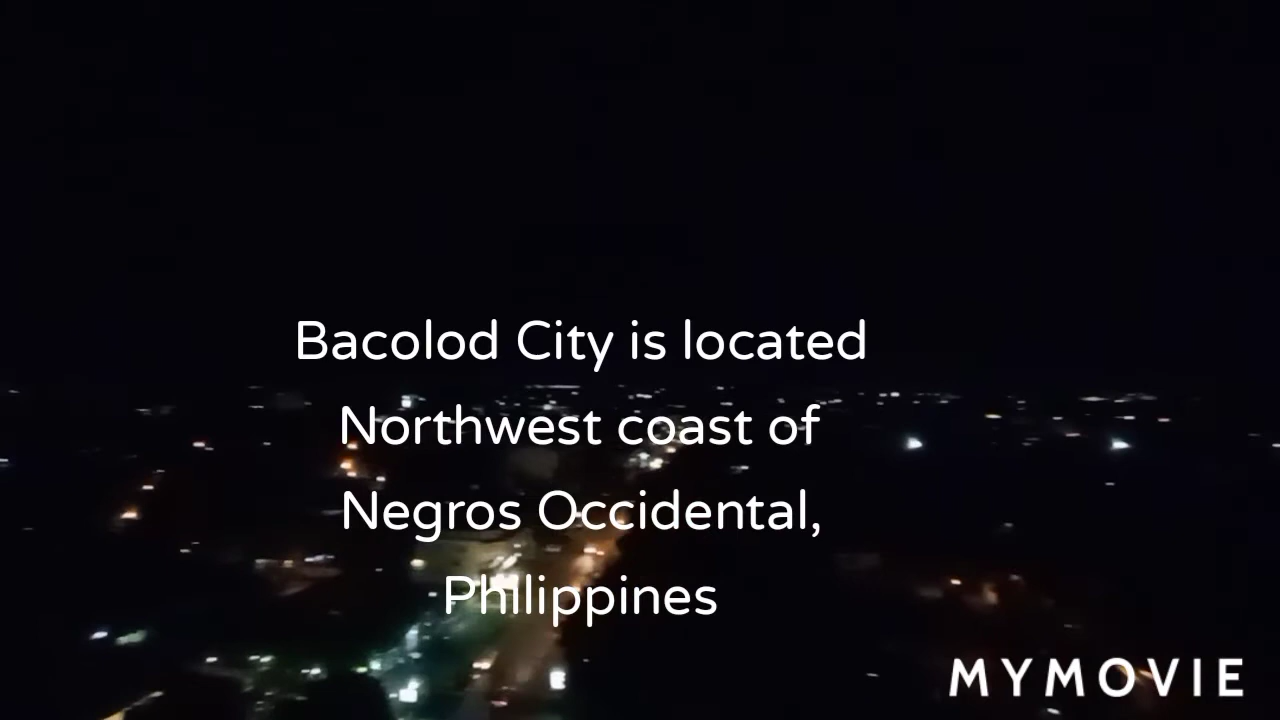 Bacolod City is located
Northwest coast of
Negros Occidental,
Philippines
MYMOVIE